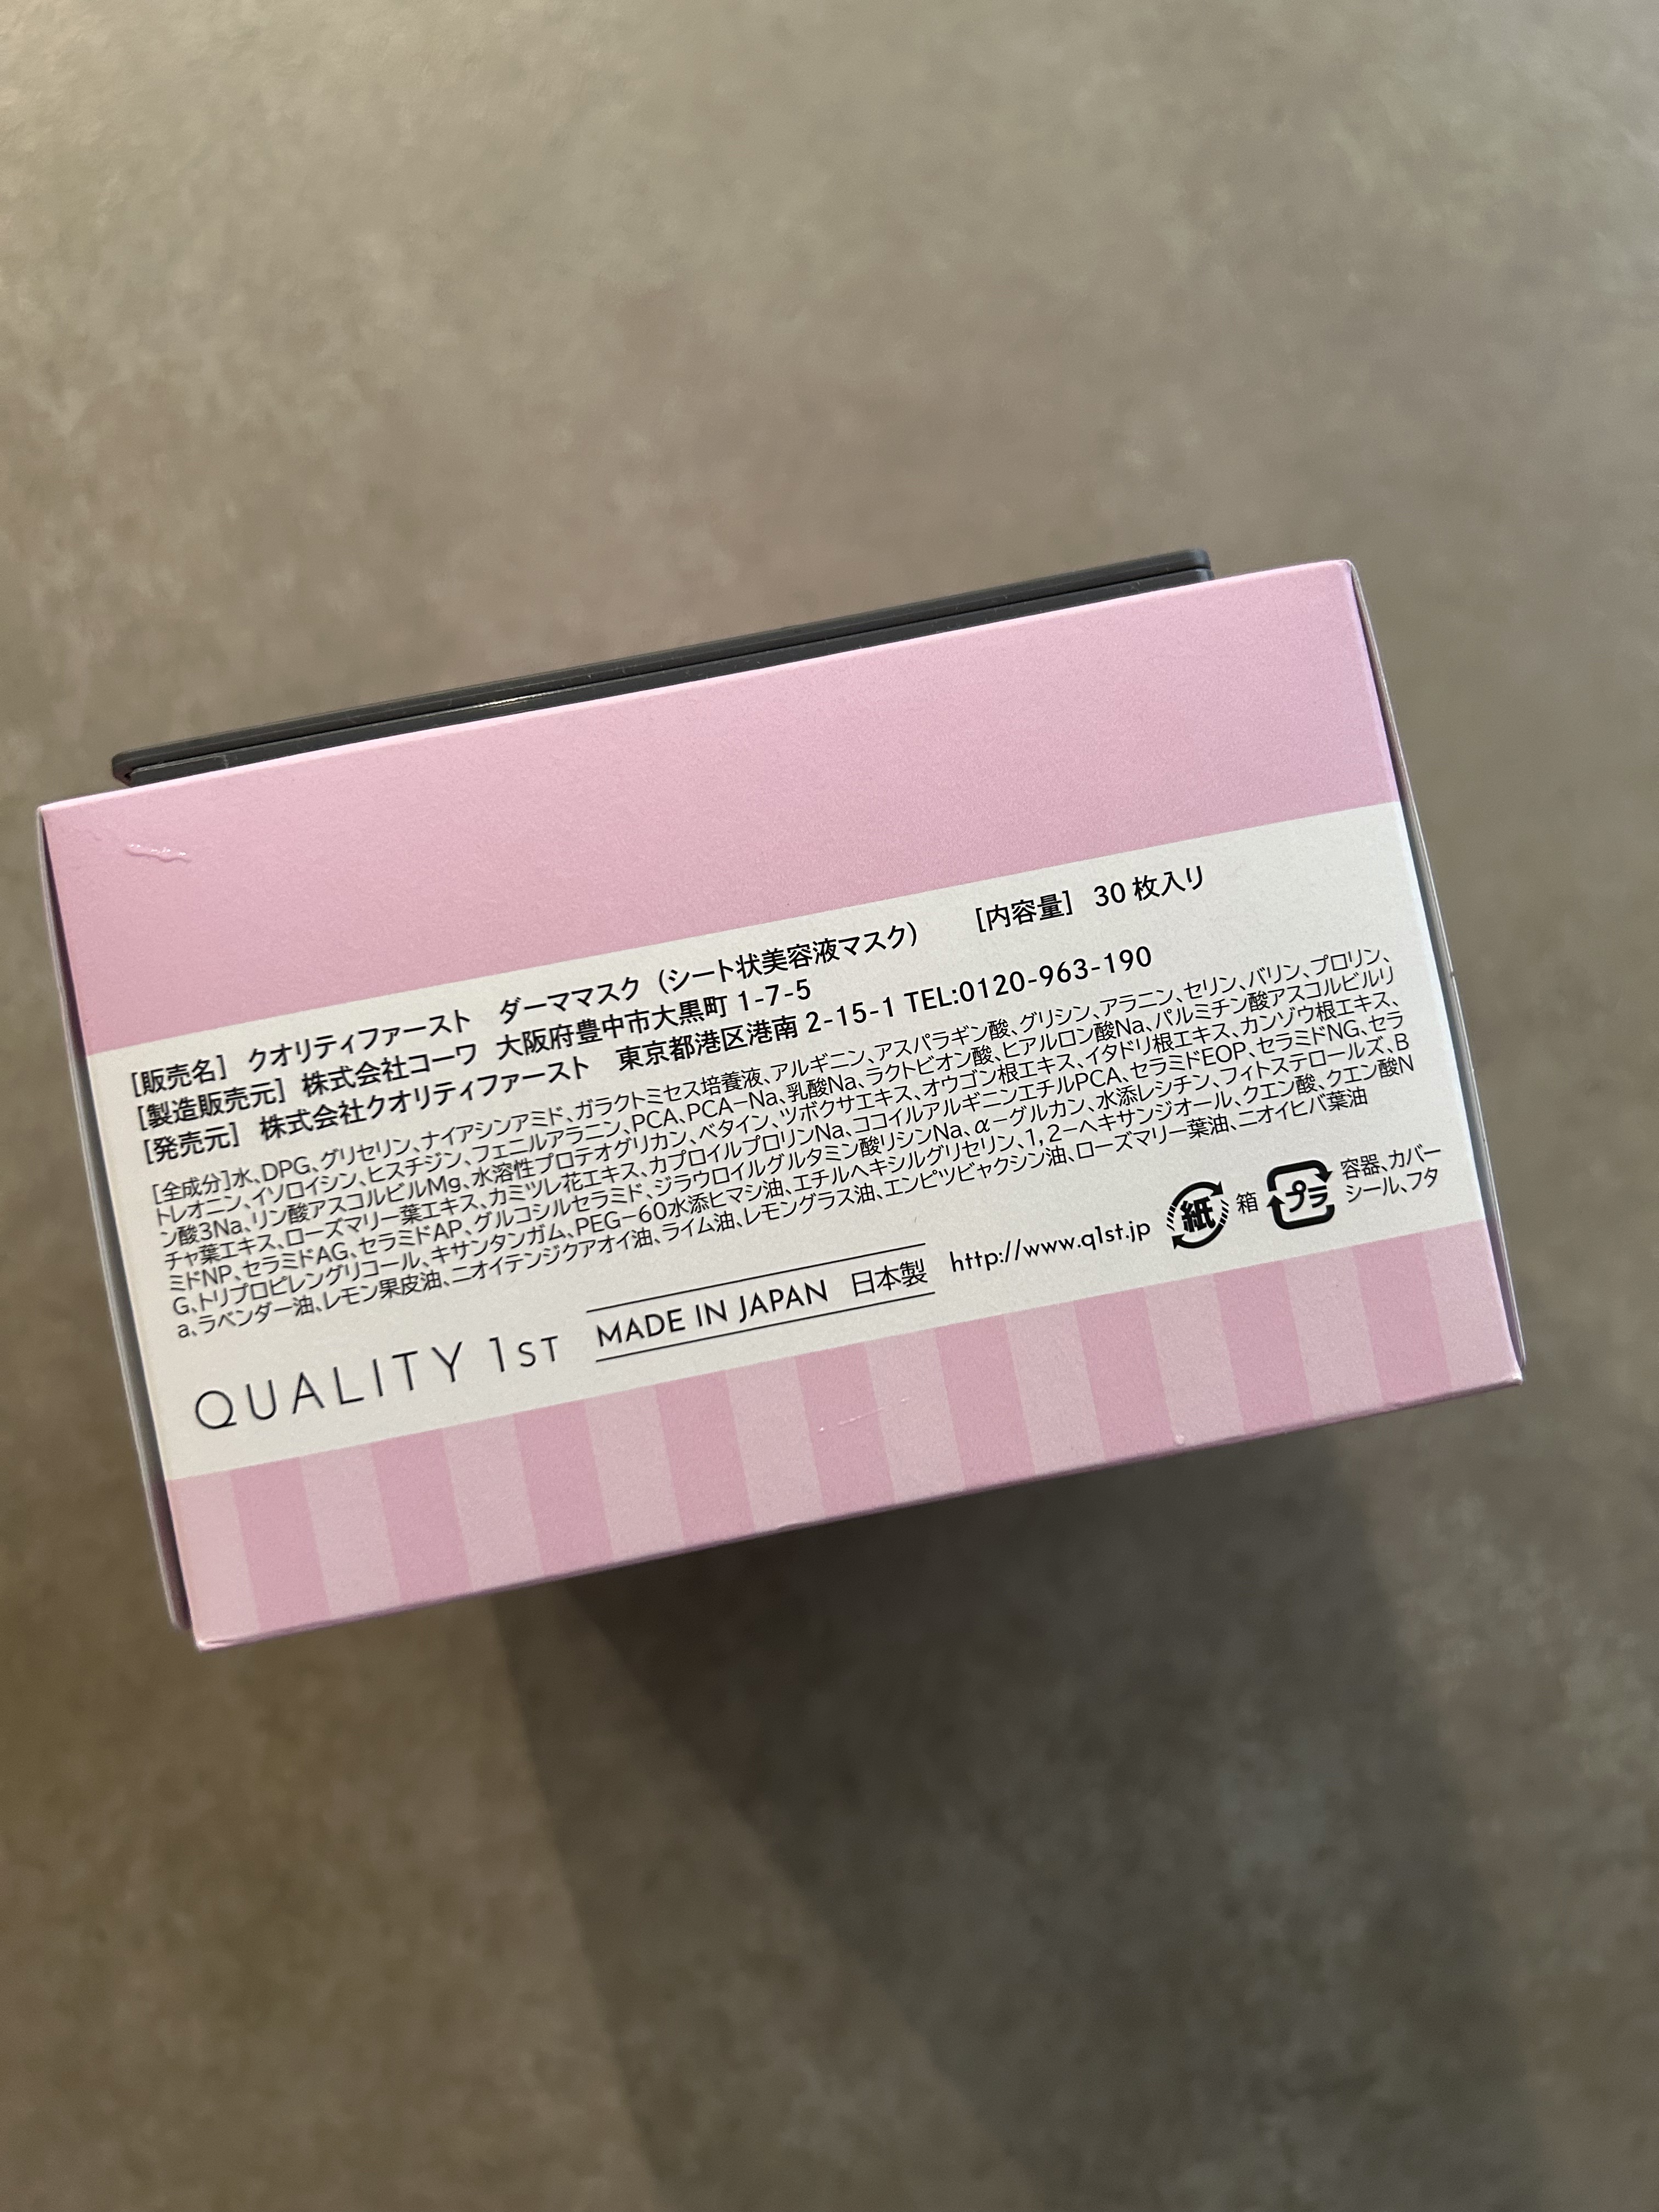 [販売名] クオリティファースト ダーママスク (シート状美容液マスク) [内容量] 30 枚入り
[製造販売元] 株式会社コーワ 大阪府豊中市大黒町 1-7-5
[発売元] 株式会社クオリティファースト 東京都港区港南 2-15-1 TEL:0120-963-190
[全成分]水、DPG、グリセリン、ナイアシンアミド、ガラクトミセス培養液、アルギニン、アスパラギン酸、グリシン、アラニン、セリン、バリン、プロリン、
トレオニン、イソロイシン、ヒスチジン、フェニルアラニン、PCA、PCA-Na、乳酸Na、ラクトビオン酸、ヒアルロン酸Na、パルミチン酸アスコルビルリ
ン酸3Na、リン酸アスコルビルMg、水溶性プロテオグリカン、ベタイン、ツボクサエキス、オウゴン根エキス、イタドリ根エキス、カンゾウ根エキス、
チャ葉エキス、ローズマリー葉エキス、カミツレ花エキス、カプロイルプロリンNa、ココイルアルギニンエチルPCA、セラミドEOP、セラミドNG、セラ
ミドNP、セラミドAG、セラミドAP、グルコシルセラミド、ジラウロイルグルタミン酸リシンNa、α-グルカン、水添レシチン、フィトステロールズ、B
G、トリプロピレングリコール、キサンタンガム、PEG-60水添ヒマシ油、エチルヘキシルグリセリン、1,2-ヘキサンジオール、クエン酸、クエン酸N
a、ラベンダー油、レモン果皮油、ニオイテンジクアオイ油、ライム油、レモングラス油、エンピツビャクシン油、ローズマリー葉油、ニオイヒバ葉油
QUALITY 1ST MADE IN JAPAN 日本製 http://www.q1st.jp 紙 箱 プラ 容器、カバー
シール、フタ